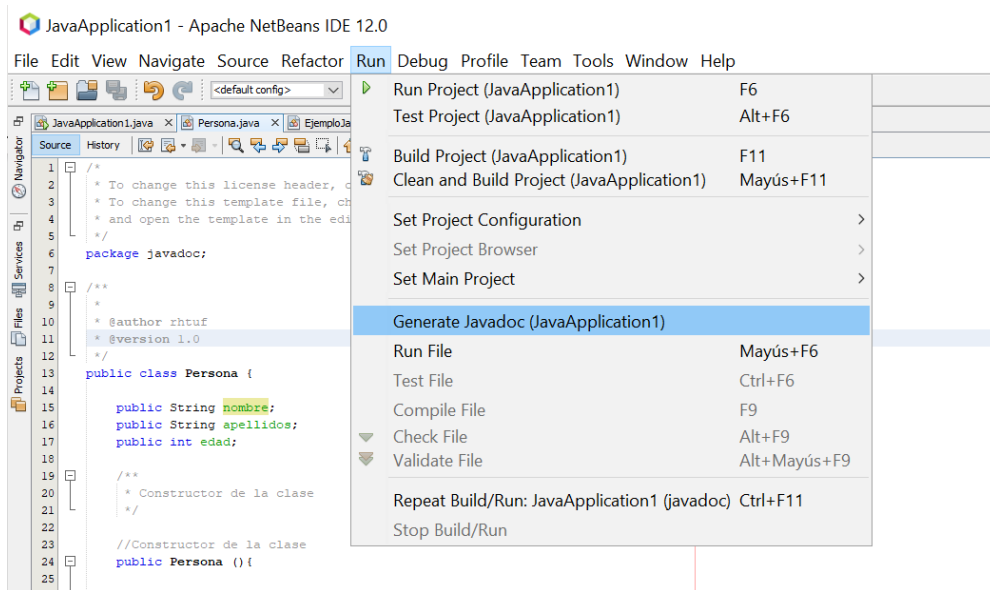 JavaApplication1 - Apache NetBeans IDE 12.0
File Edit View Navigate Source Refactor Run Debug Profile Team Tools Window Help
<default config>
JavaApplication1.java Persona.java EjemploJa
Source History
Navigator
Services
Files
Projects
1 /*
2 * To change this license header, c
3 * To change this template file, ch
4 * and open the template in the edi
5 */
6 package javadoc;
7
8 /**
9 *
10 * @author rhtuf
11 * @version 1.0
12 */
13 public class Persona {
14
15 public String nombre;
16 public String apellidos;
17 public int edad;
18
19 /**
20 * Constructor de la clase
21 */
22
23 //Constructor de la clase
24 public Persona (){
25
Run Project (JavaApplication1) F6
Test Project (JavaApplication1) Alt+F6
Build Project (JavaApplication1) F11
Clean and Build Project (JavaApplication1) Mayús+F11
Set Project Configuration
Set Project Browser
Set Main Project
Generate Javadoc (JavaApplication1)
Run File Mayús+F6
Test File Ctrl+F6
Compile File F9
Check File Alt+F9
Validate File Alt+Mayús+F9
Repeat Build/Run: JavaApplication1 (javadoc) Ctrl+F11
Stop Build/Run